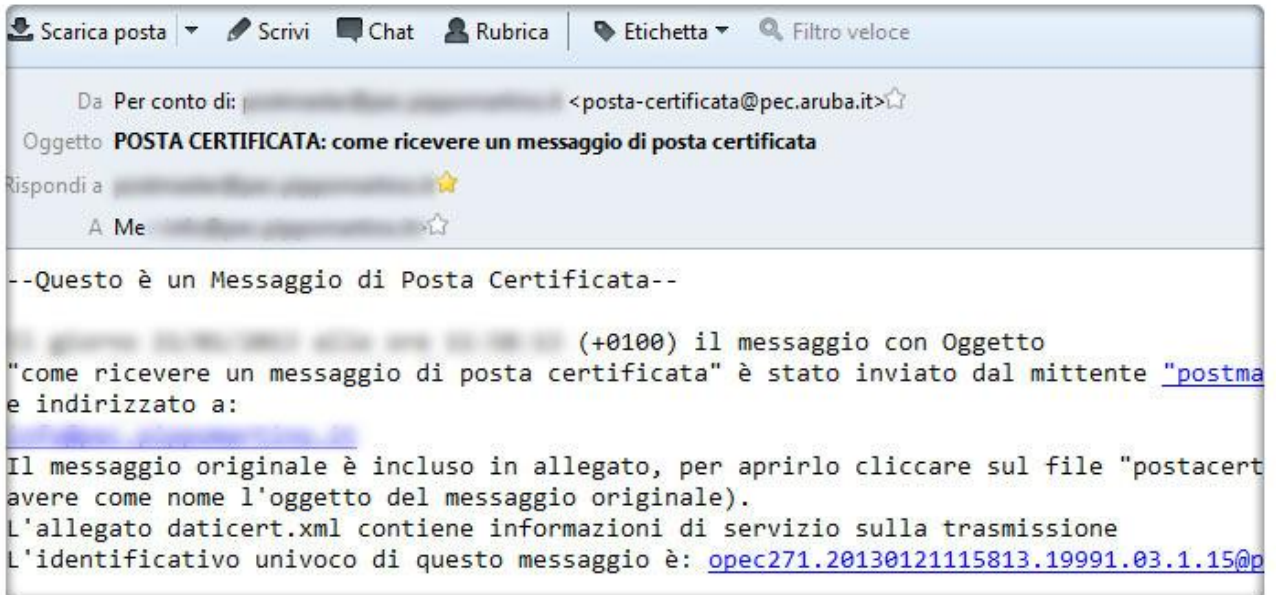 Scarica posta Scrivi Chat Rubrica Etichetta Filtro veloce
Da Per conto di: <posta-certificata@pec.aruba.it>
Oggetto POSTA CERTIFICATA: come ricevere un messaggio di posta certificata
Rispondi a
A Me
--Questo è un Messaggio di Posta Certificata--
(+0100) il messaggio con Oggetto
"come ricevere un messaggio di posta certificata" è stato inviato dal mittente "postma
e indirizzato a:
Il messaggio originale è incluso in allegato, per aprirlo cliccare sul file "postacert
avere come nome l'oggetto del messaggio originale).
L'allegato daticert.xml contiene informazioni di servizio sulla trasmissione
L'identificativo univoco di questo messaggio è: opec271.20130121115813.19991.03.1.15@p